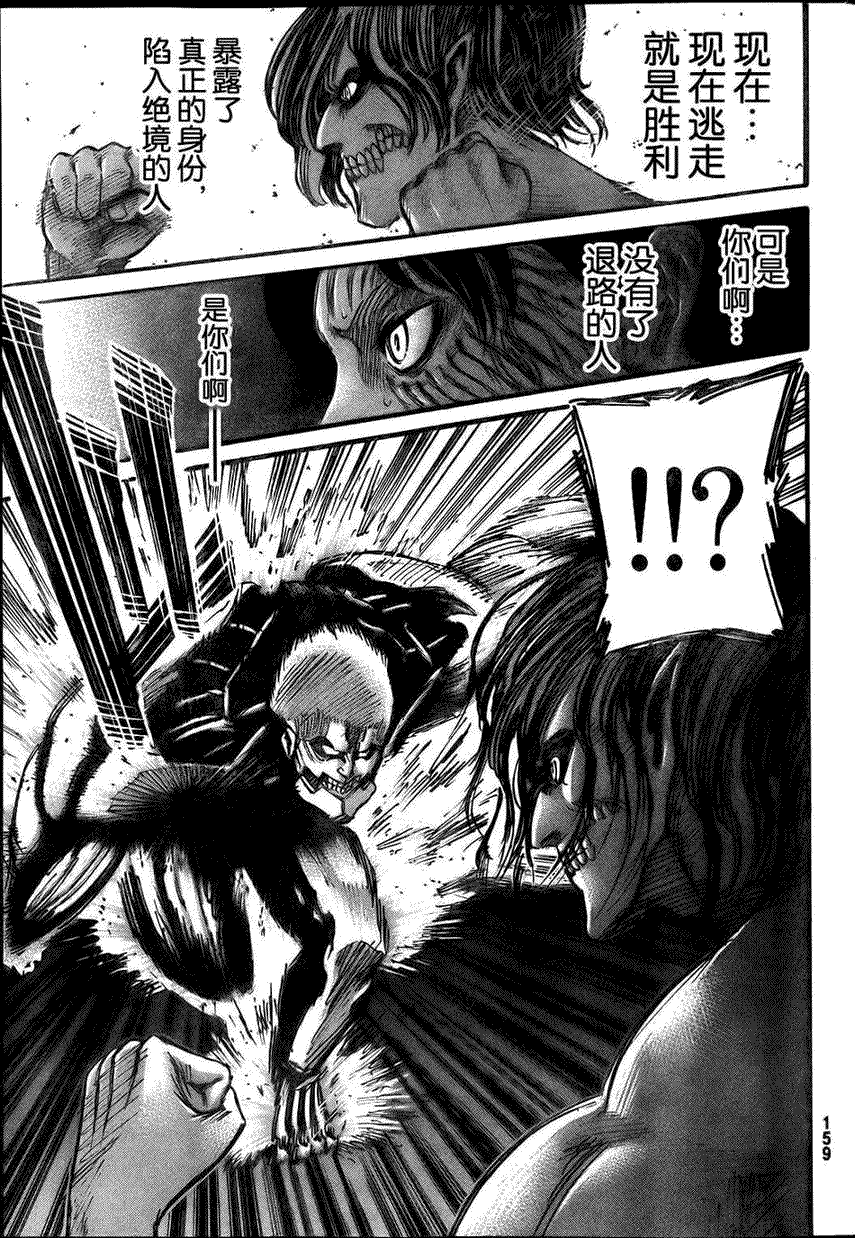 现在…
现在逃走
就是胜利
暴露了
真正的身份，
陷入绝境的人
可是
你们啊…
没有了
退路的人
是你们啊——
!!?
159